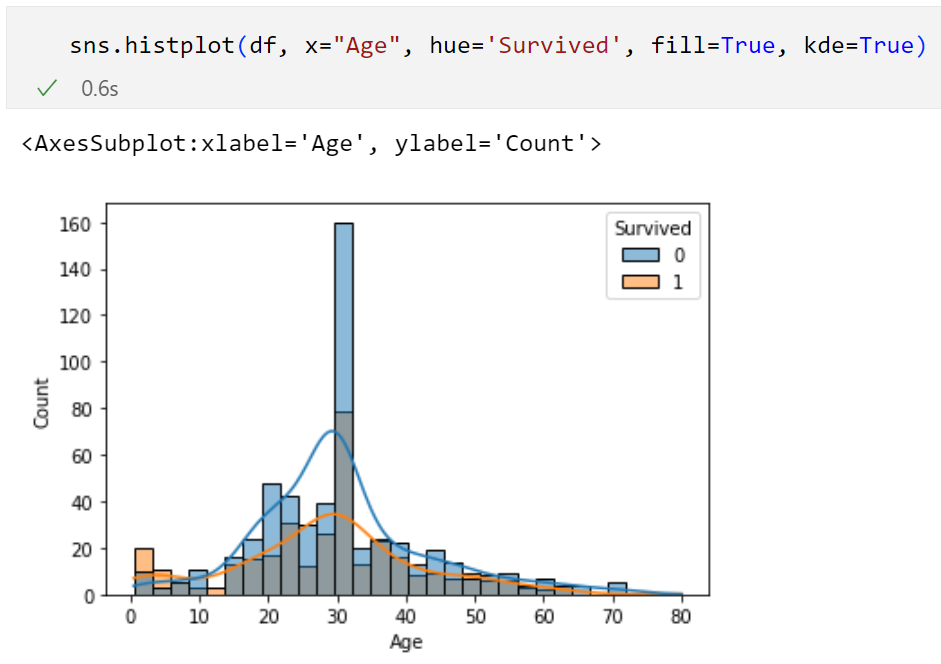 sns.histplot(df, x="Age", hue='Survived', fill=True, kde=True)
0.6s
<AxesSubplot:xlabel='Age', ylabel='Count'>
Survived
0
1
160
140
120
100
80
60
40
20
0
Count
0 10 20 30 40 50 60 70 80
Age